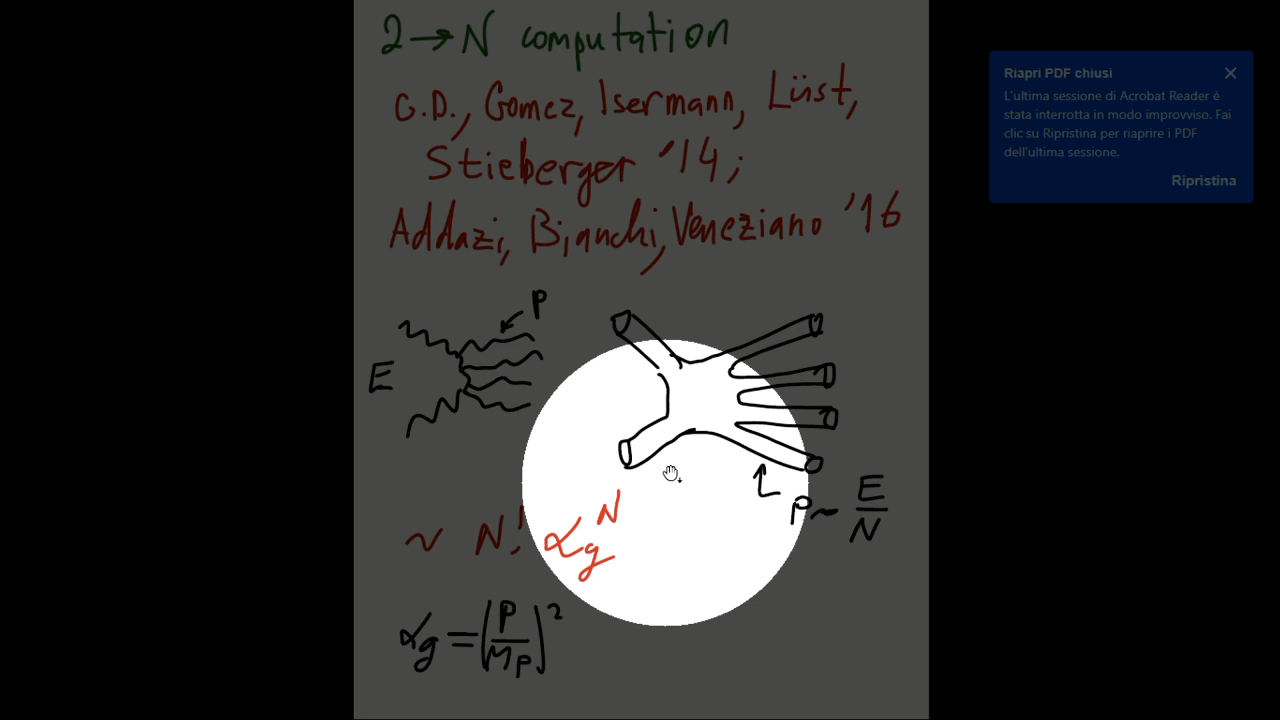 2 → N computation
G.D., Gomez, Isermann, Lüst,
Stieberger '14;
Addazi, Bianchi, Veneziano '16
P
E
P ~ E/N
~ N! α_g^N
α_g = (P/M_P)^2
Riapri PDF chiusi
L'ultima sessione di Acrobat Reader è
stata interrotta in modo improvviso. Fai
clic su Ripristina per riaprire i PDF
dell'ultima sessione.
Ripristina